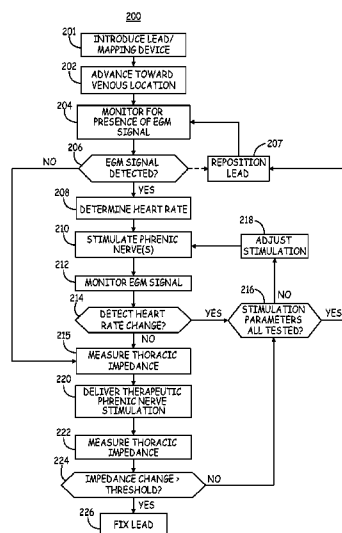 200
201
INTRODUCE LEAD/
MAPPING DEVICE
202
ADVANCE TOWARD
VENOUS LOCATION
204
MONITOR FOR
PRESENCE OF EGM
SIGNAL
206
NO
EGM SIGNAL
DETECTED?
207
REPOSITION
LEAD
YES
208
DETERMINE HEART RATE
210
STIMULATE PHRENIC
NERVE(S)
218
ADJUST
STIMULATION
212
MONITOR EGM SIGNAL
214
DETECT HEART
RATE CHANGE?
YES
NO
216
STIMULATION
PARAMETERS
ALL TESTED?
YES
NO
215
MEASURE THORACIC
IMPEDANCE
220
DELIVER THERAPEUTIC
PHRENIC NERVE
STIMULATION
222
MEASURE THORACIC
IMPEDANCE
224
IMPEDANCE CHANGE >
THRESHOLD?
NO
YES
226
FIX LEAD